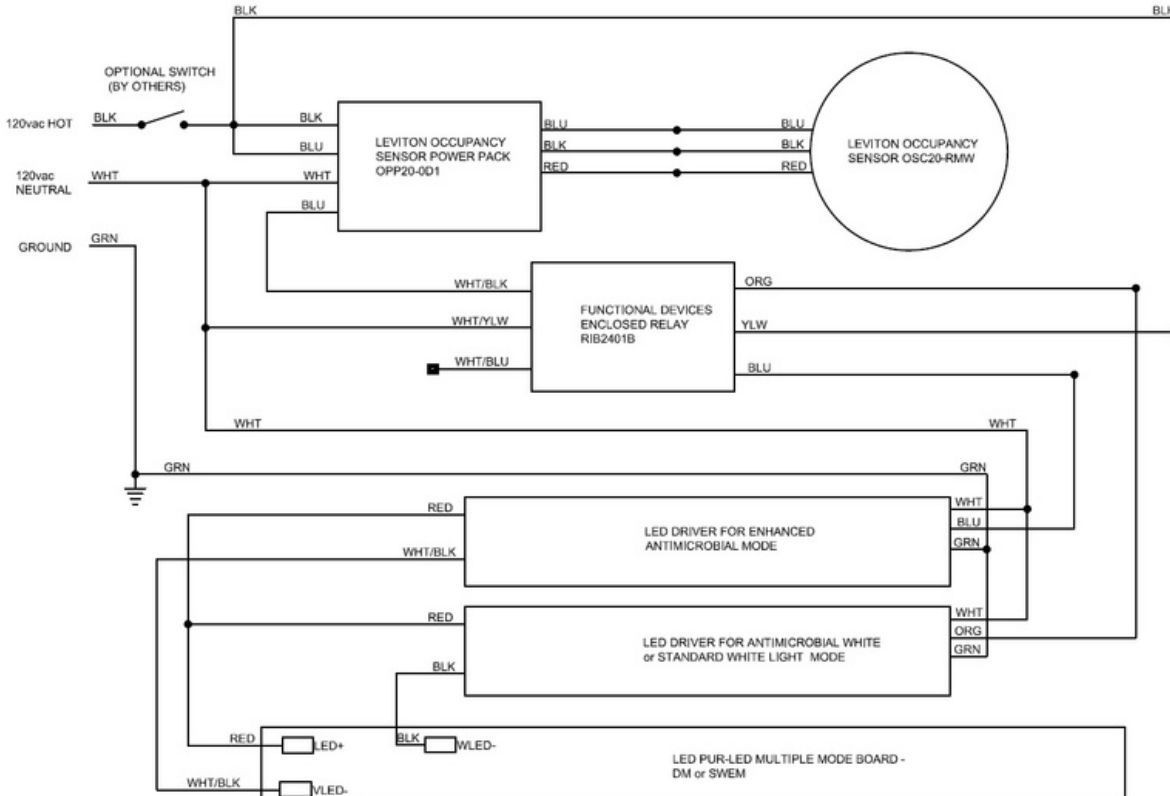 BLK
BLK
OPTIONAL SWITCH
(BY OTHERS)
120vac HOT
BLK
BLK
BLU
120vac
NEUTRAL
WHT
WHT
BLU
GROUND
GRN
LEVITON OCCUPANCY
SENSOR POWER PACK
OPP20-0D1
BLU
BLU
BLK
BLK
RED
RED
LEVITON OCCUPANCY
SENSOR OSC20-RMW
WHT/BLK
WHT/YLW
WHT/BLU
FUNCTIONAL DEVICES
ENCLOSED RELAY
RIB2401B
ORG
YLW
BLU
WHT
WHT
GRN
GRN
RED
WHT/BLK
LED DRIVER FOR ENHANCED
ANTIMICROBIAL MODE
WHT
BLU
GRN
RED
BLK
LED DRIVER FOR ANTIMICROBIAL WHITE
or STANDARD WHITE LIGHT MODE
WHT
ORG
GRN
RED
LED+
BLK
WLED-
WHT/BLK
VLED-
LED PUR-LED MULTIPLE MODE BOARD -
DM or SWEM